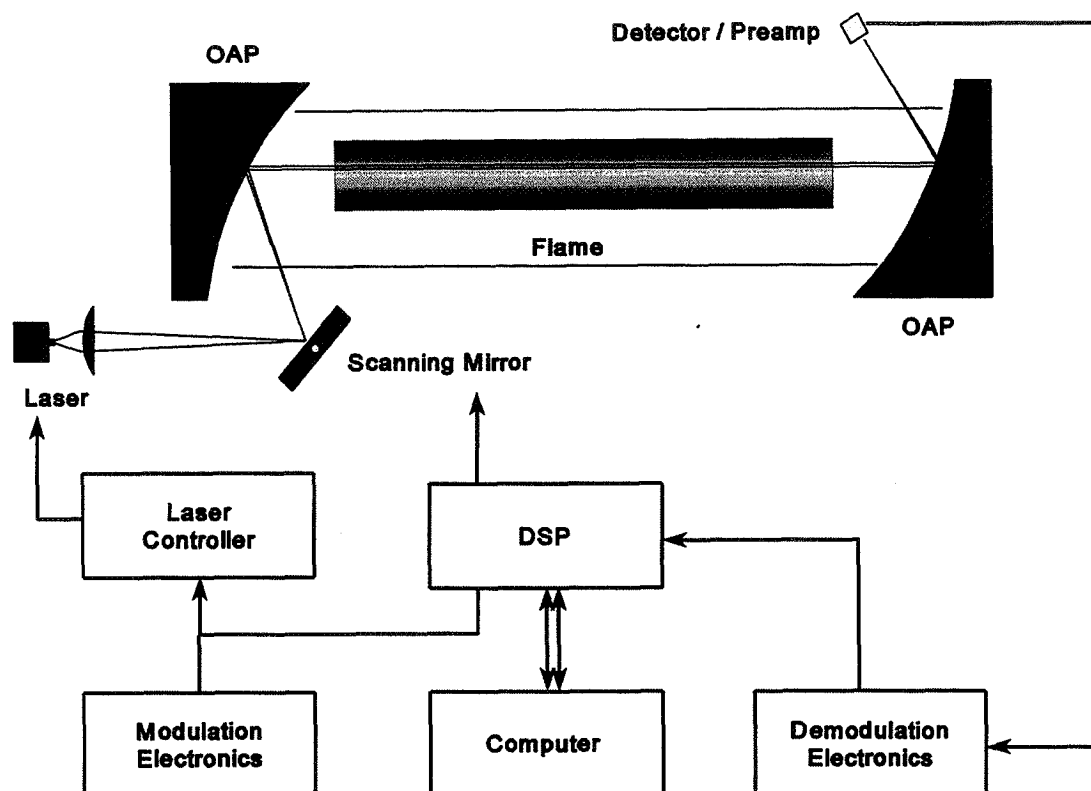 Detector / Preamp
OAP
Flame
OAP
Scanning Mirror
Laser
Laser
Controller
DSP
Modulation
Electronics
Computer
Demodulation
Electronics